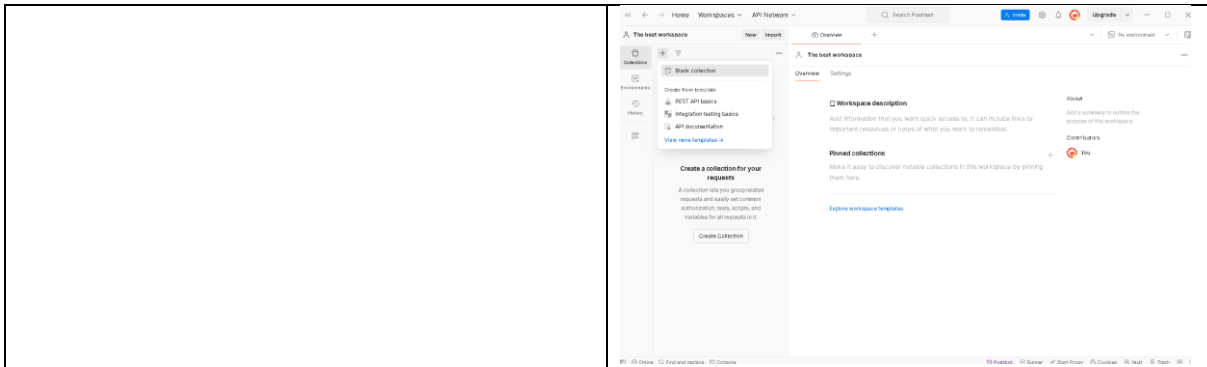 Home Workspaces API Network Search Postman Invite Upgrade
The best workspace New Import Overview No environment
Collections
The best workspace
Blank collection
Overview Settings
Environments
Create from template
REST API basics
History
Integration testing basics
API documentation
View more templates →
Workspace description
Add information that you want quick access to. It can include links to
important resources or notes of what you want to remember.
Pinned collections
Make it easy to discover notable collections in this workspace by pinning
them here.
Explore workspace templates
About
Add a summary to outline the
purpose of this workspace.
Contributors
You
Create a collection for your
requests
A collection lets you group related
requests and easily set common
authorization, tests, scripts, and
variables for all requests in it.
Create Collection
Online Find and replace Console Postbot Runner Start Proxy Cookies Vault Trash